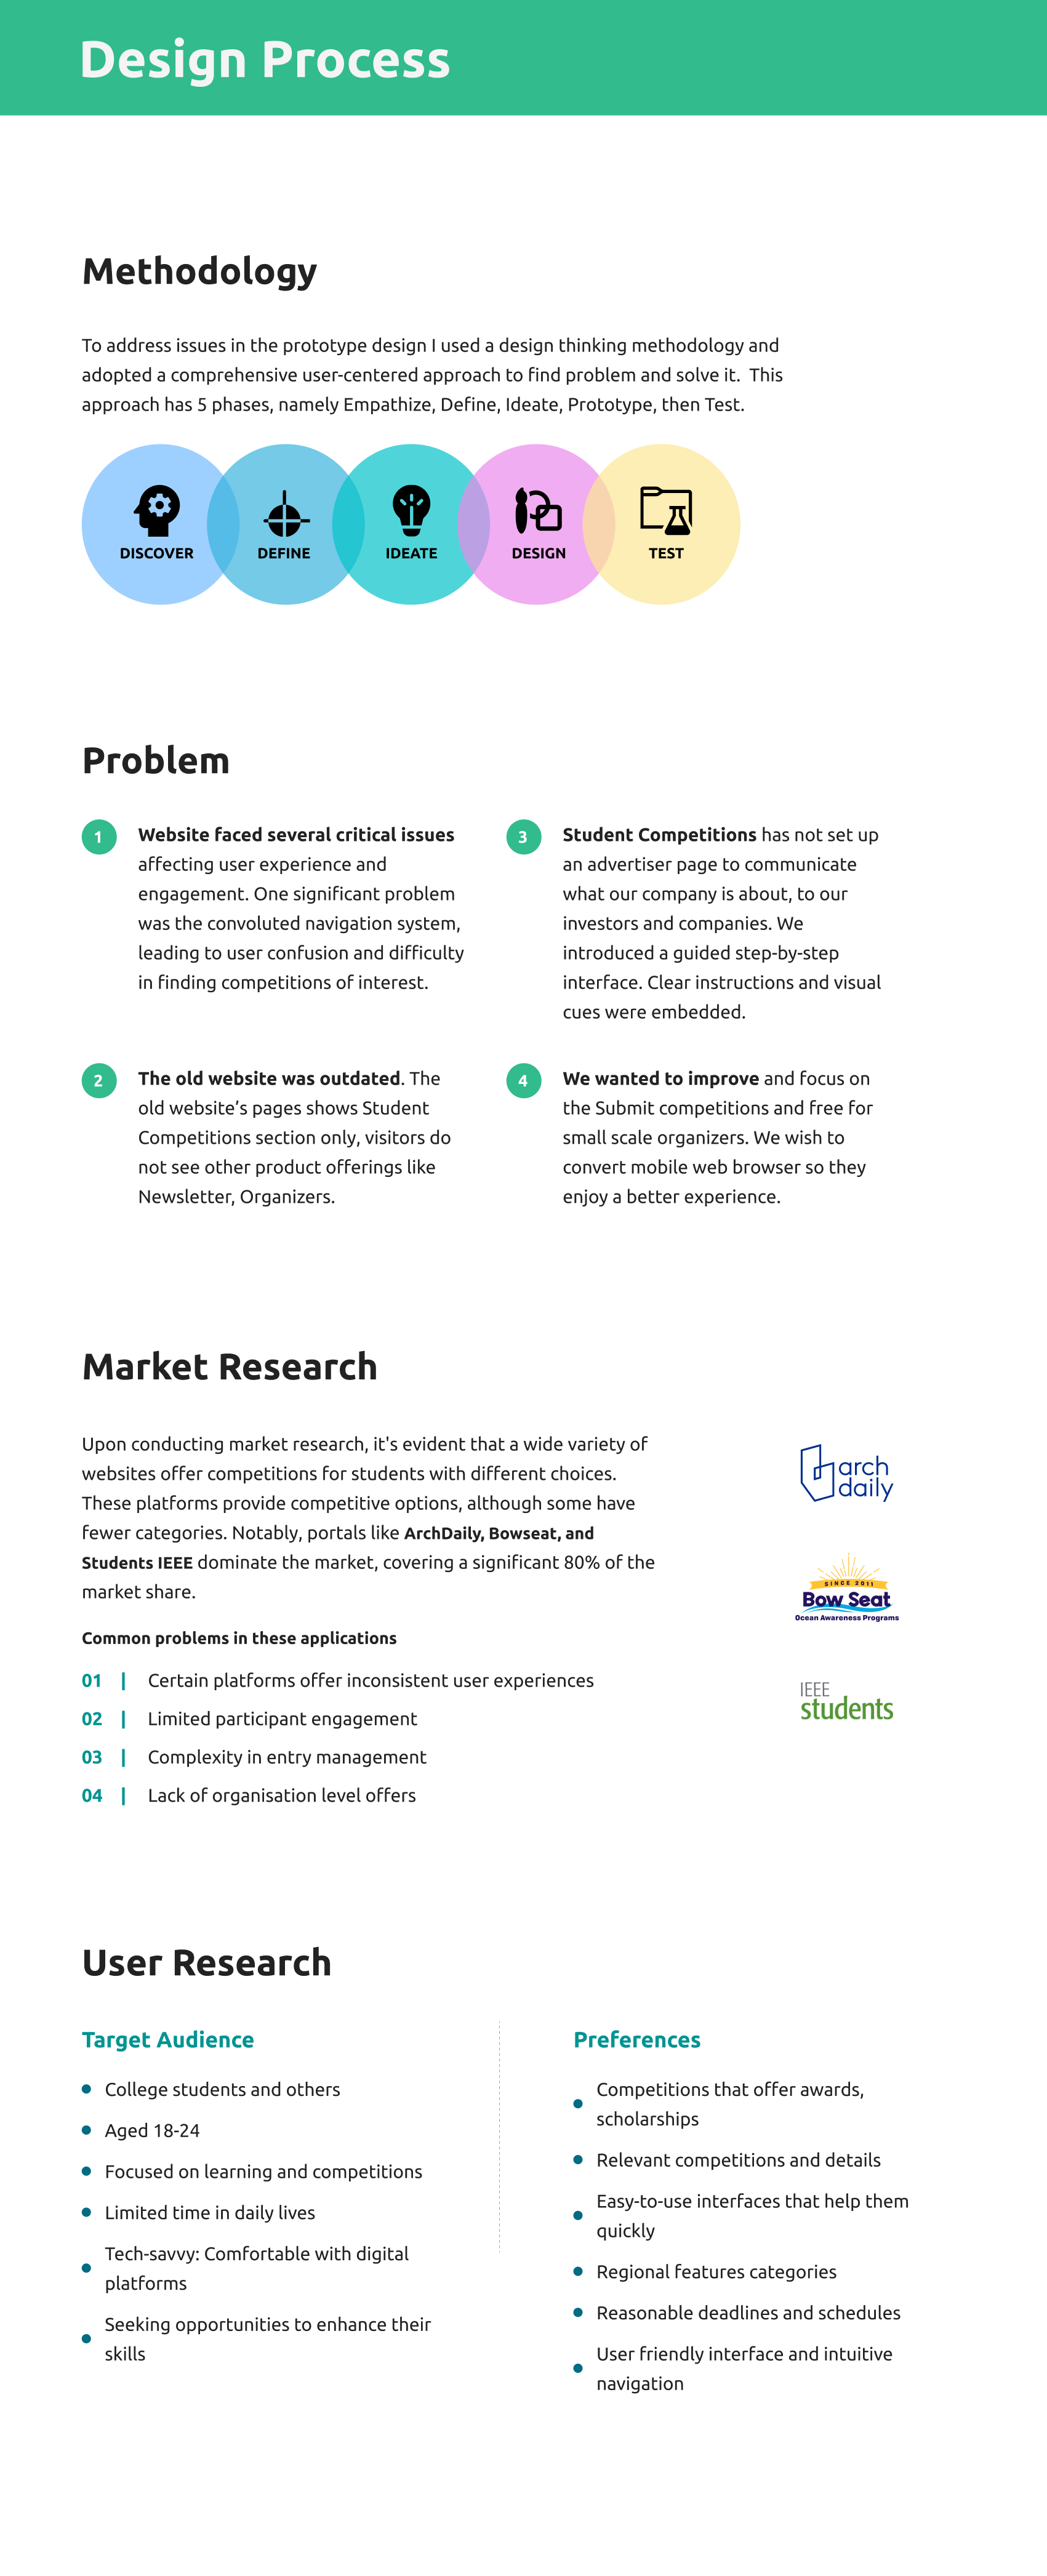 Design Process
Methodology
To address issues in the prototype design I used a design thinking methodology and
adopted a comprehensive user-centered approach to find problem and solve it.  This
approach has 5 phases, namely Empathize, Define, Ideate, Prototype, then Test.
DISCOVER
DEFINE
IDEATE
DESIGN
TEST
Problem
1
Website faced several critical issues
affecting user experience and
engagement. One significant problem
was the convoluted navigation system,
leading to user confusion and difficulty
in finding competitions of interest.
2
The old website was outdated. The
old website’s pages shows Student
Competitions section only, visitors do
not see other product offerings like
Newsletter, Organizers.
3
Student Competitions has not set up
an advertiser page to communicate
what our company is about, to our
investors and companies. We
introduced a guided step-by-step
interface. Clear instructions and visual
cues were embedded.
4
We wanted to improve and focus on
the Submit competitions and free for
small scale organizers. We wish to
convert mobile web browser so they
enjoy a better experience.
Market Research
Upon conducting market research, it's evident that a wide variety of
websites offer competitions for students with different choices.
These platforms provide competitive options, although some have
fewer categories. Notably, portals like ArchDaily, Bowseat, and
Students IEEE dominate the market, covering a significant 80% of the
market share.
Common problems in these applications
01 | Certain platforms offer inconsistent user experiences
02 | Limited participant engagement
03 | Complexity in entry management
04 | Lack of organisation level offers
arch
daily
SINCE 2011
Bow Seat
Ocean Awareness Programs
IEEE
students
User Research
Target Audience
College students and others
Aged 18-24
Focused on learning and competitions
Limited time in daily lives
Tech-savvy: Comfortable with digital
platforms
Seeking opportunities to enhance their
skills
Preferences
Competitions that offer awards,
scholarships
Relevant competitions and details
Easy-to-use interfaces that help them
quickly
Regional features categories
Reasonable deadlines and schedules
User friendly interface and intuitive
navigation